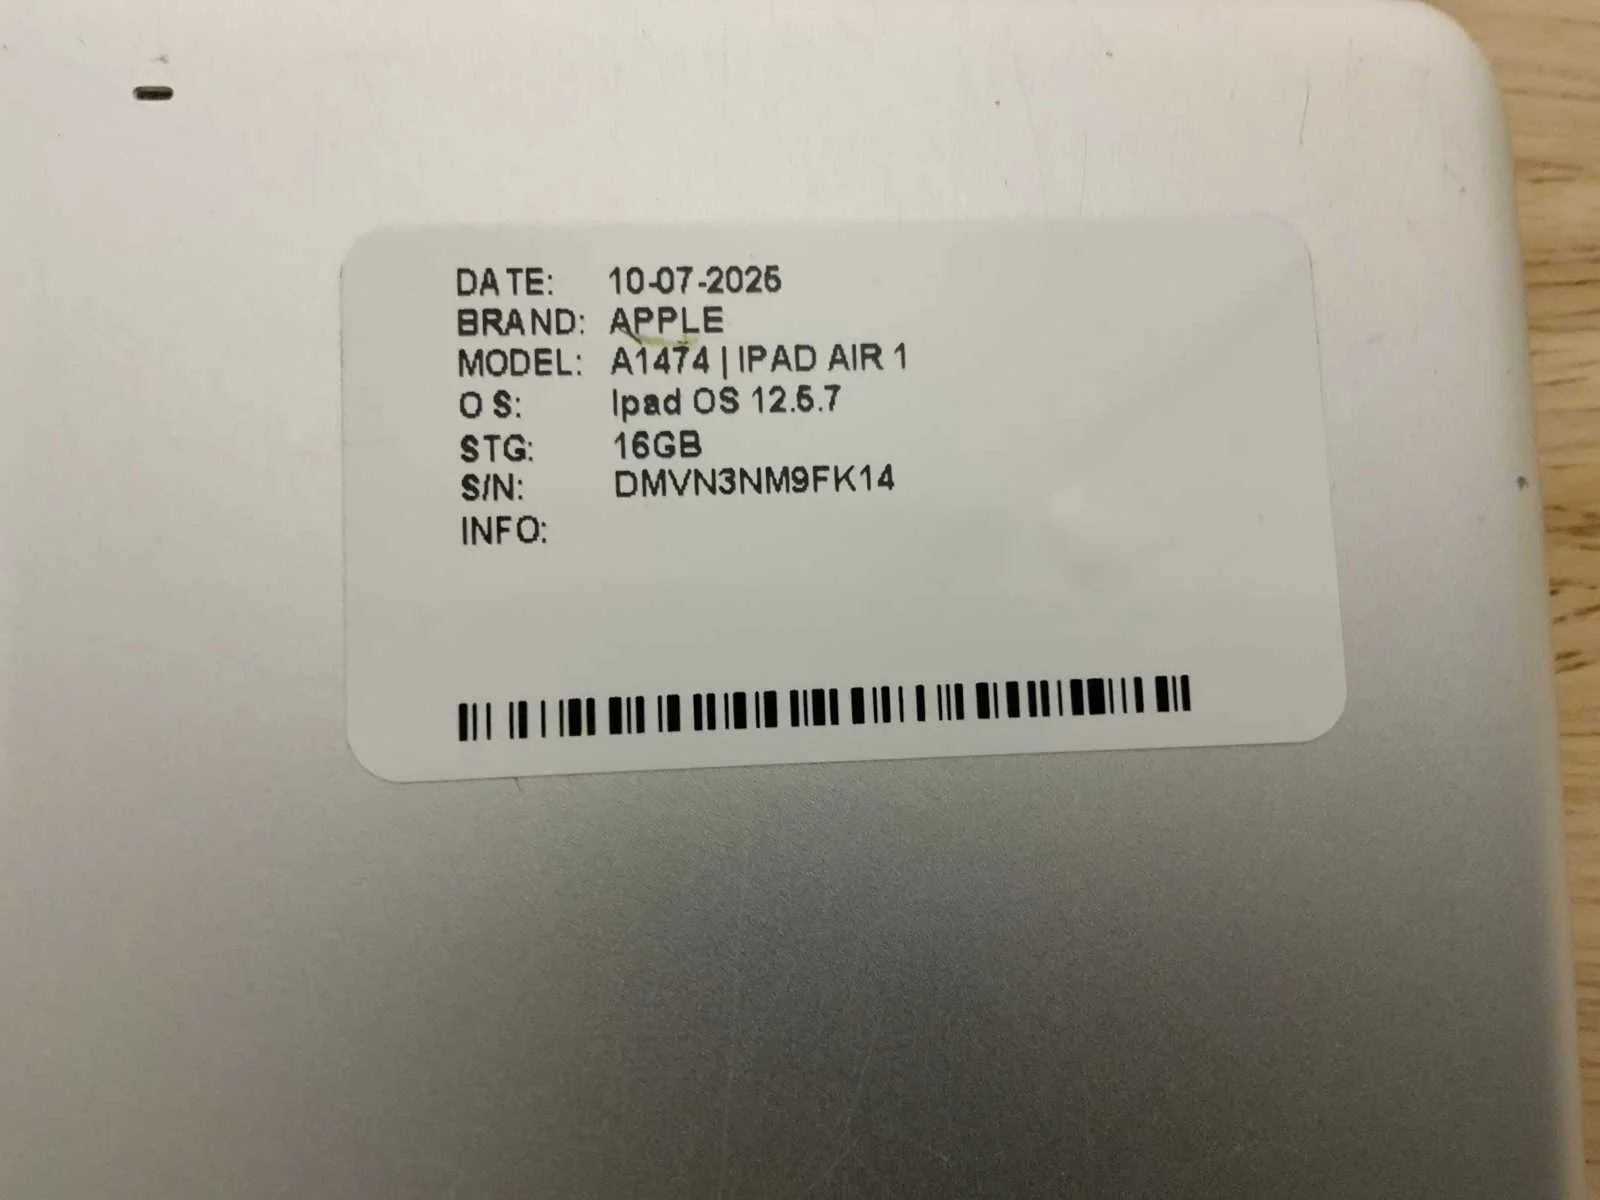 DATE: 10-07-2025
BRAND: APPLE
MODEL: A1474 | IPAD AIR 1
OS: Ipad OS 12.5.7
STG: 16GB
S/N: DMVN3NM9FK14
INFO: